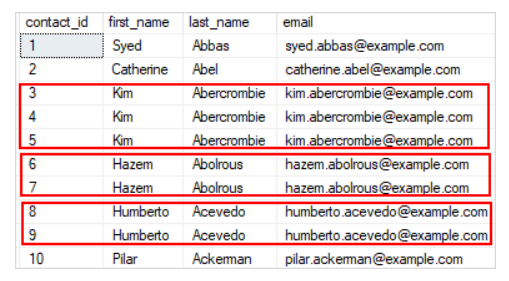 contact_id first_name last_name email
1 Syed Abbas syed.abbas@example.com
2 Catherine Abel catherine.abel@example.com
3 Kim Abercrombie kim.abercrombie@example.com
4 Kim Abercrombie kim.abercrombie@example.com
5 Kim Abercrombie kim.abercrombie@example.com
6 Hazem Abolrous hazem.abolrous@example.com
7 Hazem Abolrous hazem.abolrous@example.com
8 Humberto Acevedo humberto.acevedo@example.com
9 Humberto Acevedo humberto.acevedo@example.com
10 Pilar Ackerman pilar.ackerman@example.com